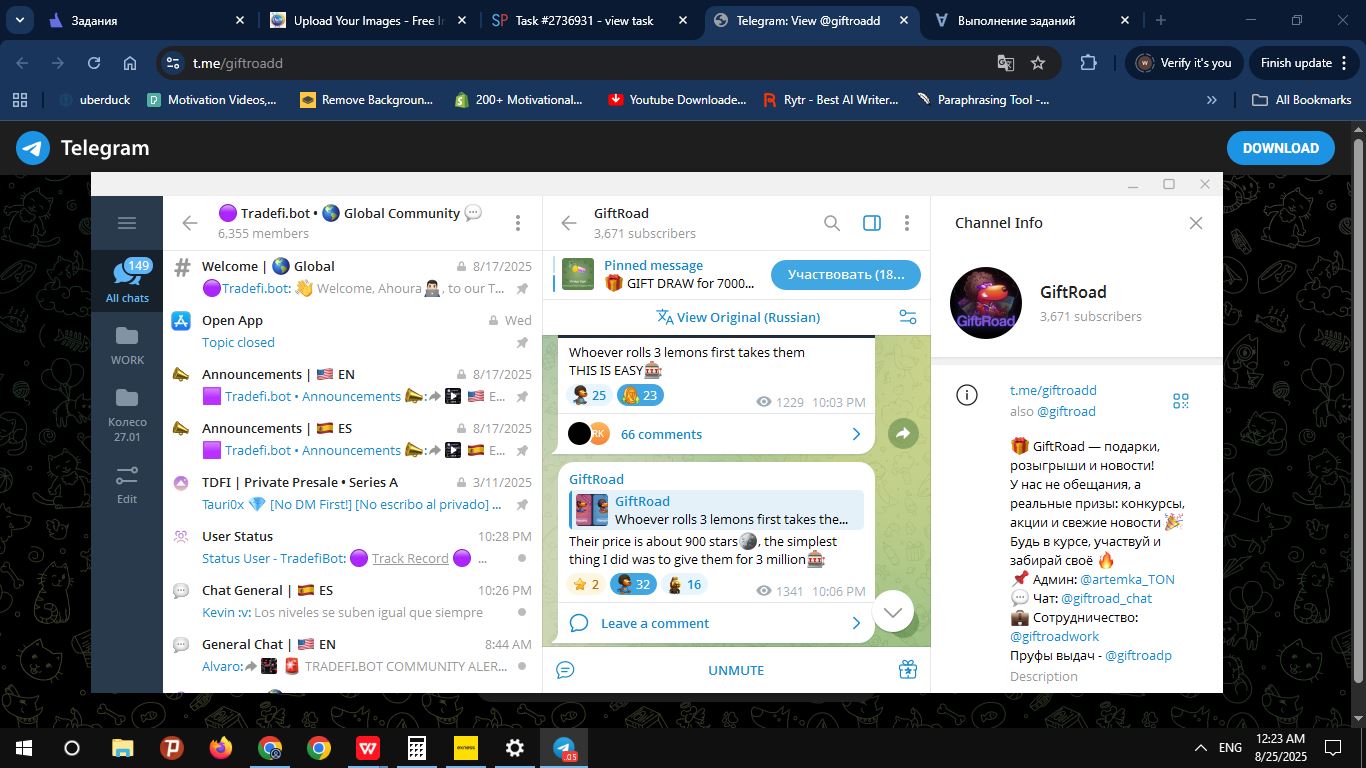 Задания
Upload Your Images - Free I
Task #2736931 - view task
Telegram: View @giftroadd
Выполнение заданий
t.me/giftroadd
Verify it's you
Finish update
uberduck
Motivation Videos,...
Remove Backgroun...
200+ Motivational...
Youtube Downloade...
Rytr - Best AI Writer...
Paraphrasing Tool -...
All Bookmarks
Telegram
DOWNLOAD
149
All chats
WORK
Колесо
27.01
Edit
🟣 Tradefi.bot • 🌎 Global Community 💬
6,355 members
Welcome | 🌎 Global 8/17/2025
🟣Tradefi.bot: 👋 Welcome, Ahoura👨🏻‍💻, to our T...
Open App Wed
Topic closed
Announcements | 🇺🇸 EN 8/17/2025
🟪 Tradefi.bot • Announcements 📣: 🇺🇸 E...
Announcements | 🇪🇸 ES 8/17/2025
🟪 Tradefi.bot • Announcements 📣: 🇪🇸 E...
TDFI | Private Presale • Series A 3/11/2025
Tauri0x 💎 [No DM First!] [No escribo al privado] ...
User Status 10:28 PM
Status User - TradefiBot: 🟣 Track Record 🟣 ...
Chat General | 🇪🇸 ES 10:26 PM
Kevin :v: Los niveles se suben igual que siempre
General Chat | 🇺🇸 EN 8:44 AM
Alvaro: 🚨 TRADEFI.BOT COMMUNITY ALER...
GiftRoad
3,671 subscribers
Pinned message
🎁 GIFT DRAW for 7000...
Участвовать (18...
View Original (Russian)
Whoever rolls 3 lemons first takes them
THIS IS EASY🎰
25 23
1229 10:03 PM
RK
66 comments
GiftRoad
GiftRoad
Whoever rolls 3 lemons first takes the...
Their price is about 900 stars🌚, the simplest
thing I did was to give them for 3 million🎰
2 32 16
1341 10:06 PM
Leave a comment
UNMUTE
Channel Info
GiftRoad
GiftRoad
3,671 subscribers
t.me/giftroadd
also @giftroad
🎁 GiftRoad — подарки,
розыгрыши и новости!
У нас не обещания, а
реальные призы: конкурсы,
акции и свежие новости 🎉
Будь в курсе, участвуй и
забирай своё 🔥
📌 Админ: @artemka_TON
💬 Чат: @giftroad_chat
💼 Сотрудничество:
@giftroadwork
Пруфы выдач - @giftroadp
Description
ENG
12:23 AM
8/25/2025